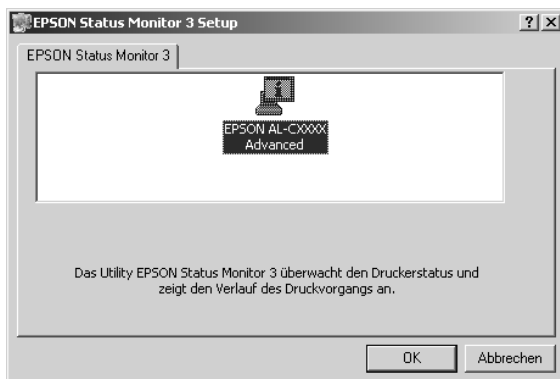 EPSON Status Monitor 3 Setup
EPSON Status Monitor 3
EPSON AL-CXXXX
Advanced
Das Utility EPSON Status Monitor 3 überwacht den Druckerstatus und
zeigt den Verlauf des Druckvorgangs an.
OK
Abbrechen